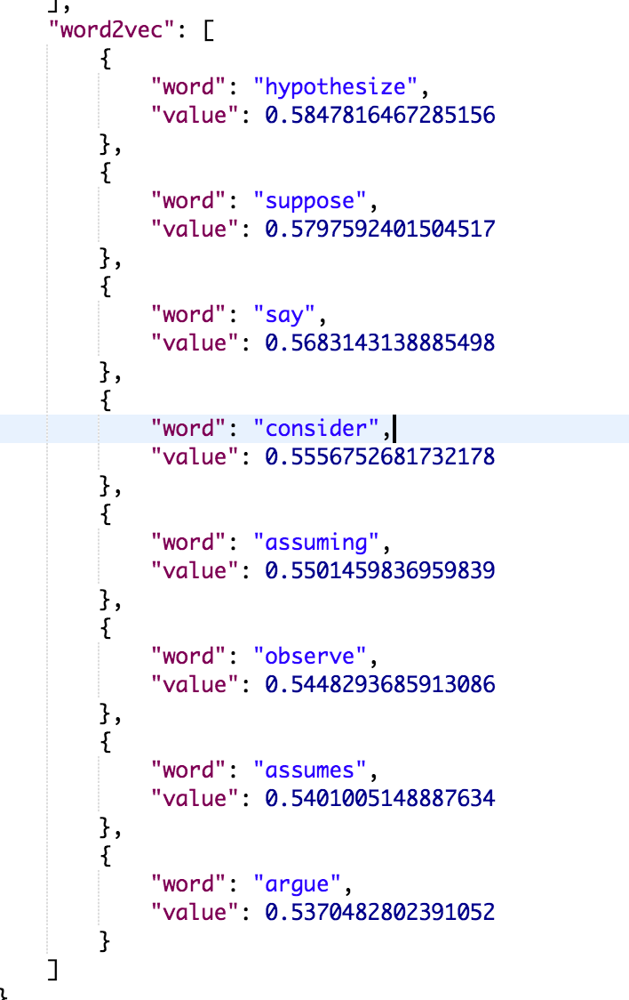 ],
"word2vec": [
{
"word": "hypothesize",
"value": 0.5847816467285156
},
{
"word": "suppose",
"value": 0.5797592401504517
},
{
"word": "say",
"value": 0.5683143138885498
},
{
"word": "consider",
"value": 0.5556752681732178
},
{
"word": "assuming",
"value": 0.5501459836959839
},
{
"word": "observe",
"value": 0.5448293685913086
},
{
"word": "assumes",
"value": 0.5401005148887634
},
{
"word": "argue",
"value": 0.5370482802391052
}
]
}